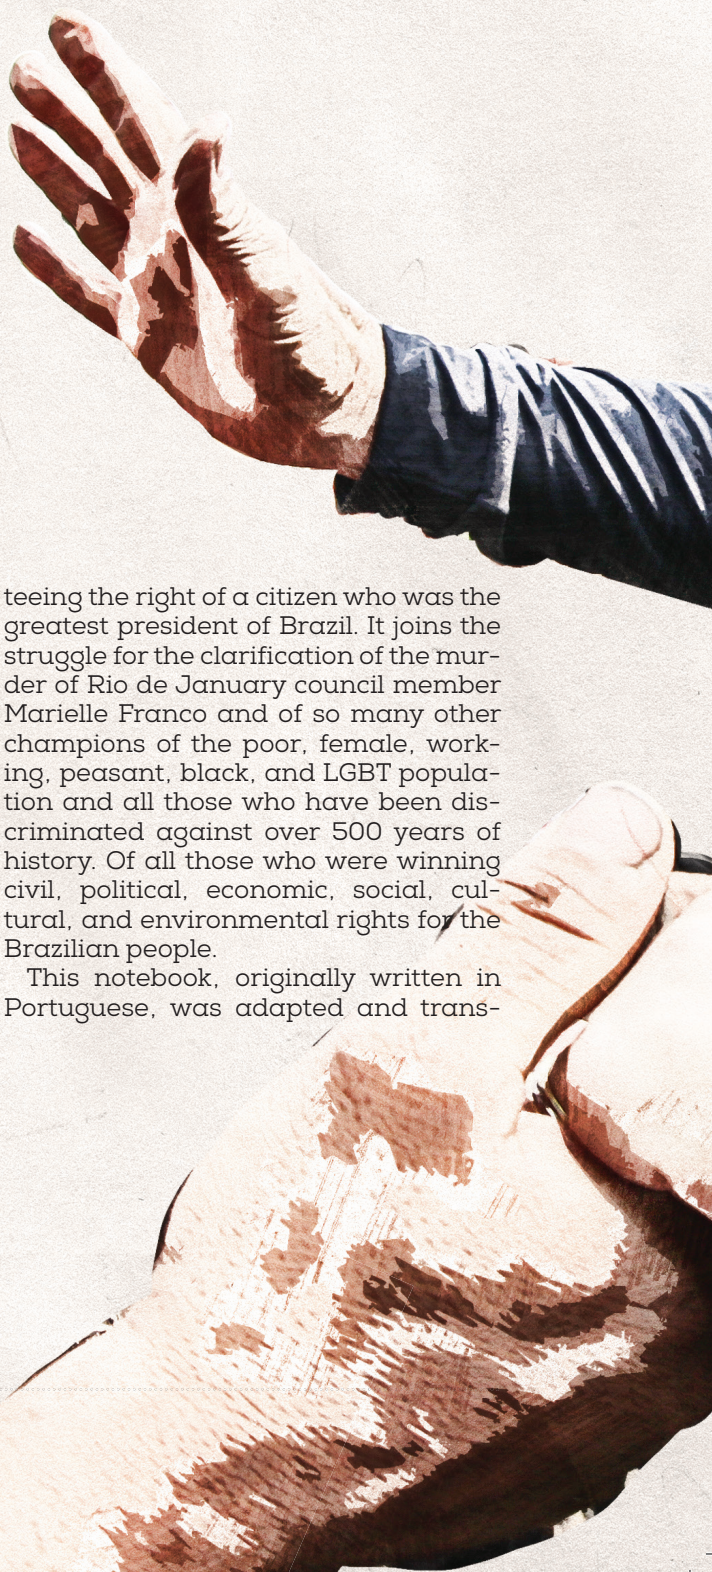 teeing the right of a citizen who was the
greatest president of Brazil. It joins the
struggle for the clarification of the mur-
der of Rio de January council member
Marielle Franco and of so many other
champions of the poor, female, work-
ing, peasant, black, and LGBT popula-
tion and all those who have been dis-
criminated against over 500 years of
history. Of all those who were winning
civil, political, economic, social, cul-
tural, and environmental rights for the
Brazilian people.
This notebook, originally written in
Portuguese, was adapted and trans-